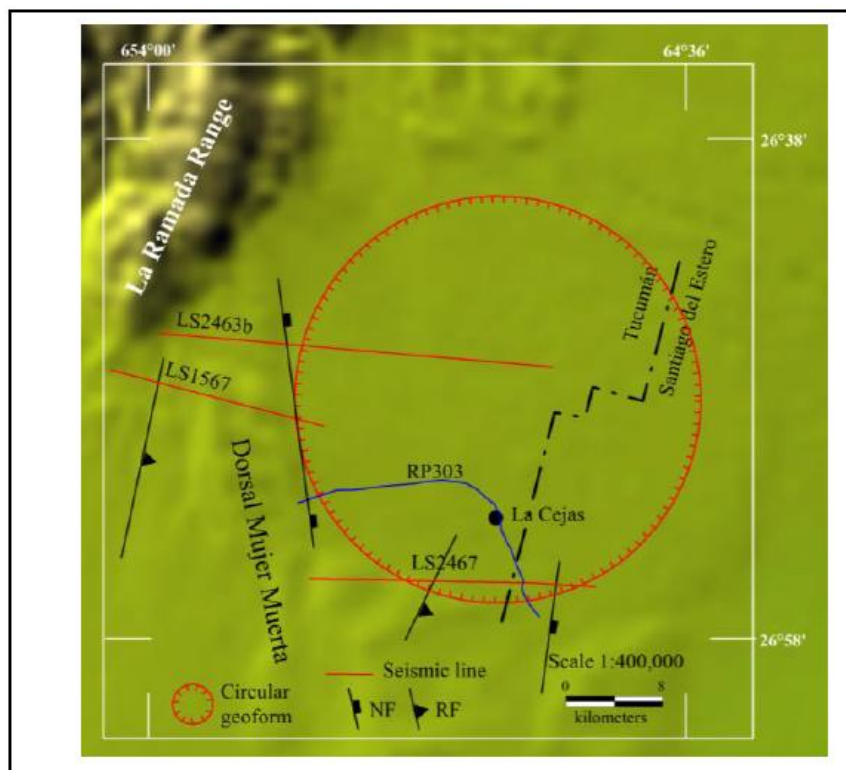 654°00'
64°36'
26°38'
La Ramada Range
Tucumán
Santiago del Estero
LS2463b
LS1567
Dorsal Mujer Muerta
RP303
La Cejas
LS2467
26°58'
Scale 1:400,000
0 8
kilometers
Seismic line
Circular
geoform
NF
RF